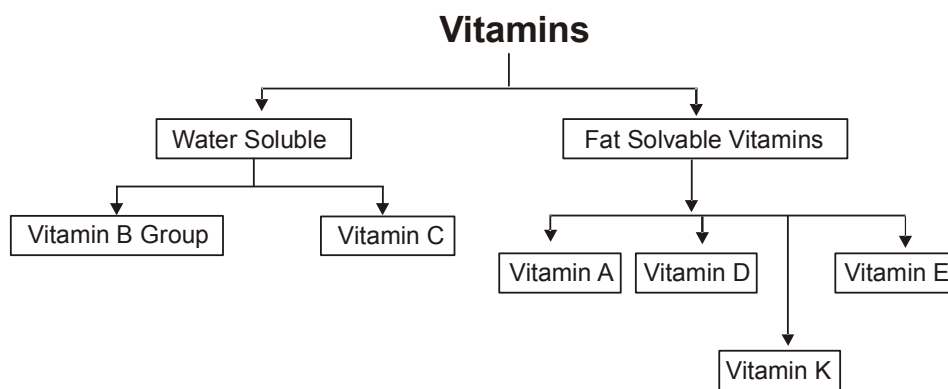 Vitamins
Water Soluble
Fat Solvable Vitamins
Vitamin B Group
Vitamin C
Vitamin A
Vitamin D
Vitamin E
Vitamin K